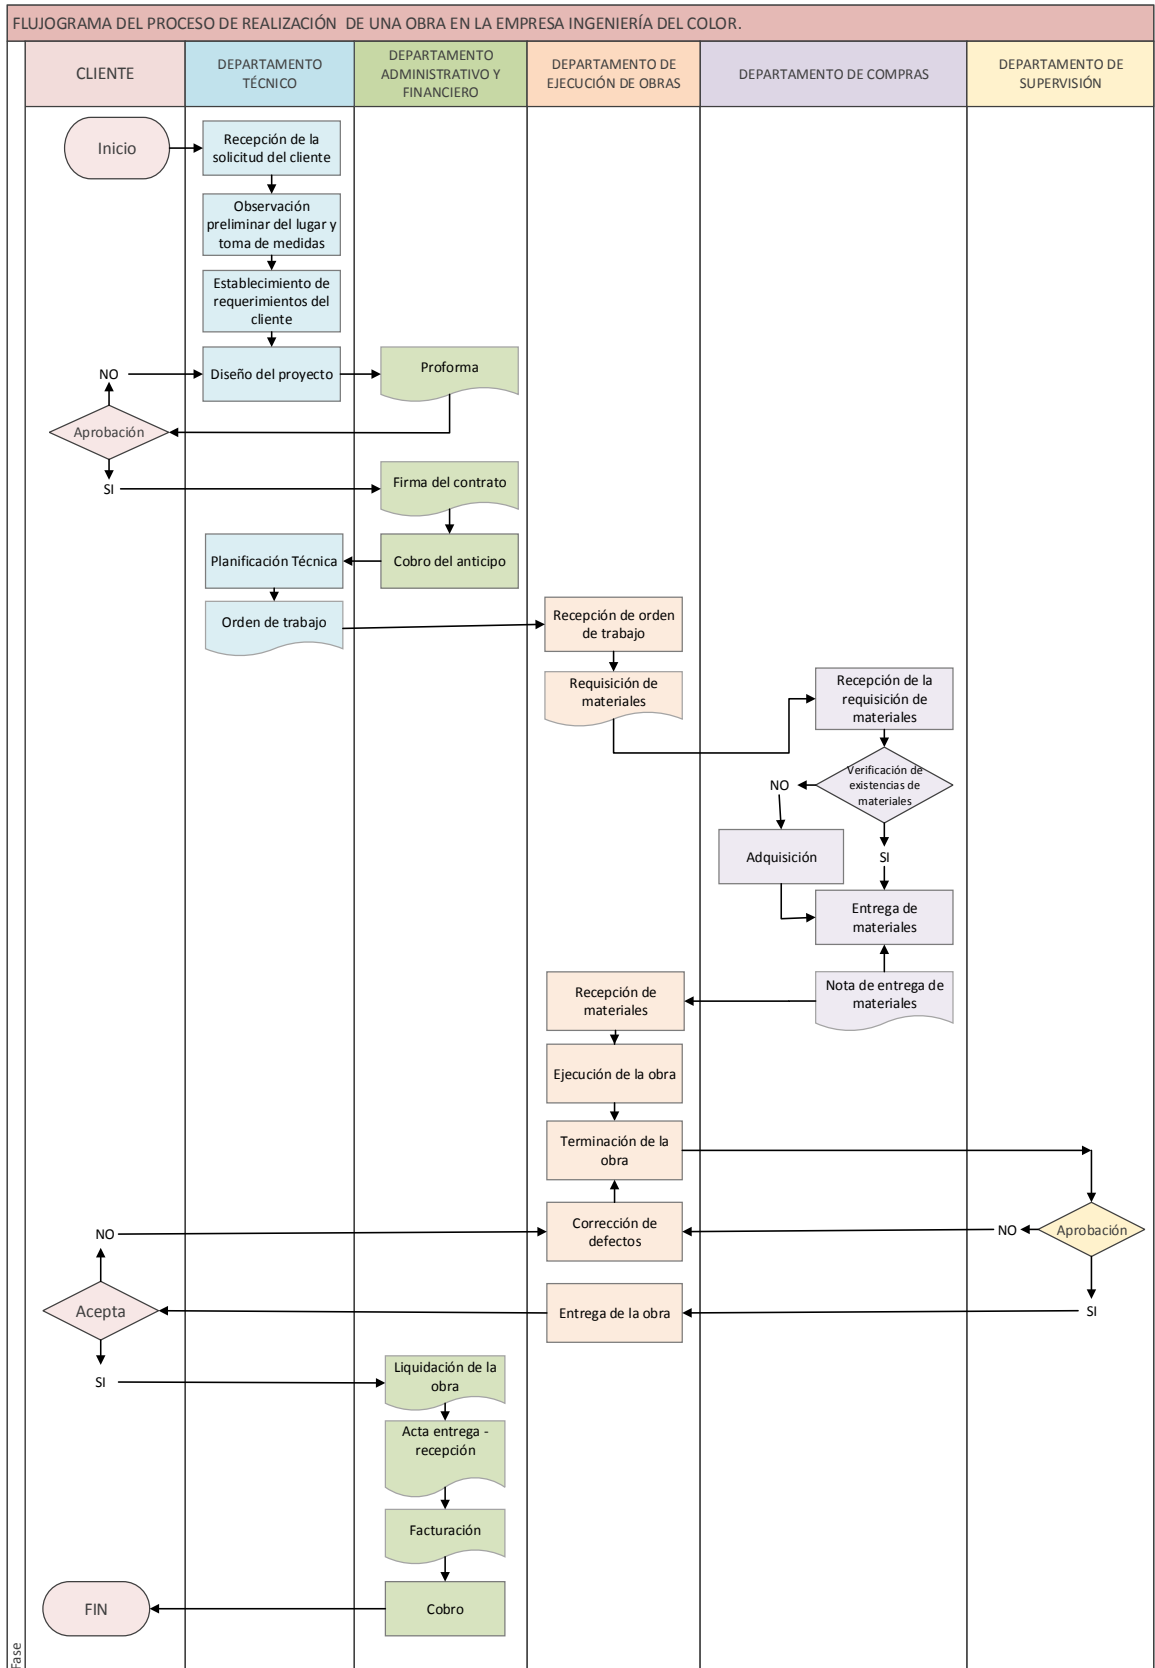 FLUJOGRAMA DEL PROCESO DE REALIZACIÓN DE UNA OBRA EN LA EMPRESA INGENIERÍA DEL COLOR.
CLIENTE
DEPARTAMENTO
TÉCNICO
DEPARTAMENTO
ADMINISTRATIVO Y
FINANCIERO
DEPARTAMENTO DE
EJECUCIÓN DE OBRAS
DEPARTAMENTO DE COMPRAS
DEPARTAMENTO DE
SUPERVISIÓN
Inicio
Recepción de la
solicitud del cliente
Observación
preliminar del lugar y
toma de medidas
Establecimiento de
requerimientos del
cliente
NO
Diseño del proyecto
Proforma
Aprobación
SI
Firma del contrato
Planificación Técnica
Cobro del anticipo
Orden de trabajo
Recepción de orden
de trabajo
Requisición de
materiales
Recepción de la
requisición de
materiales
Verificación de
existencias de
materiales
NO
Adquisición
SI
Entrega de
materiales
Recepción de
materiales
Nota de entrega de
materiales
Ejecución de la obra
Terminación de la
obra
NO
Corrección de
defectos
NO
Aprobación
Acepta
Entrega de la obra
SI
SI
Liquidación de la
obra
Acta entrega -
recepción
Facturación
FIN
Cobro
Fase